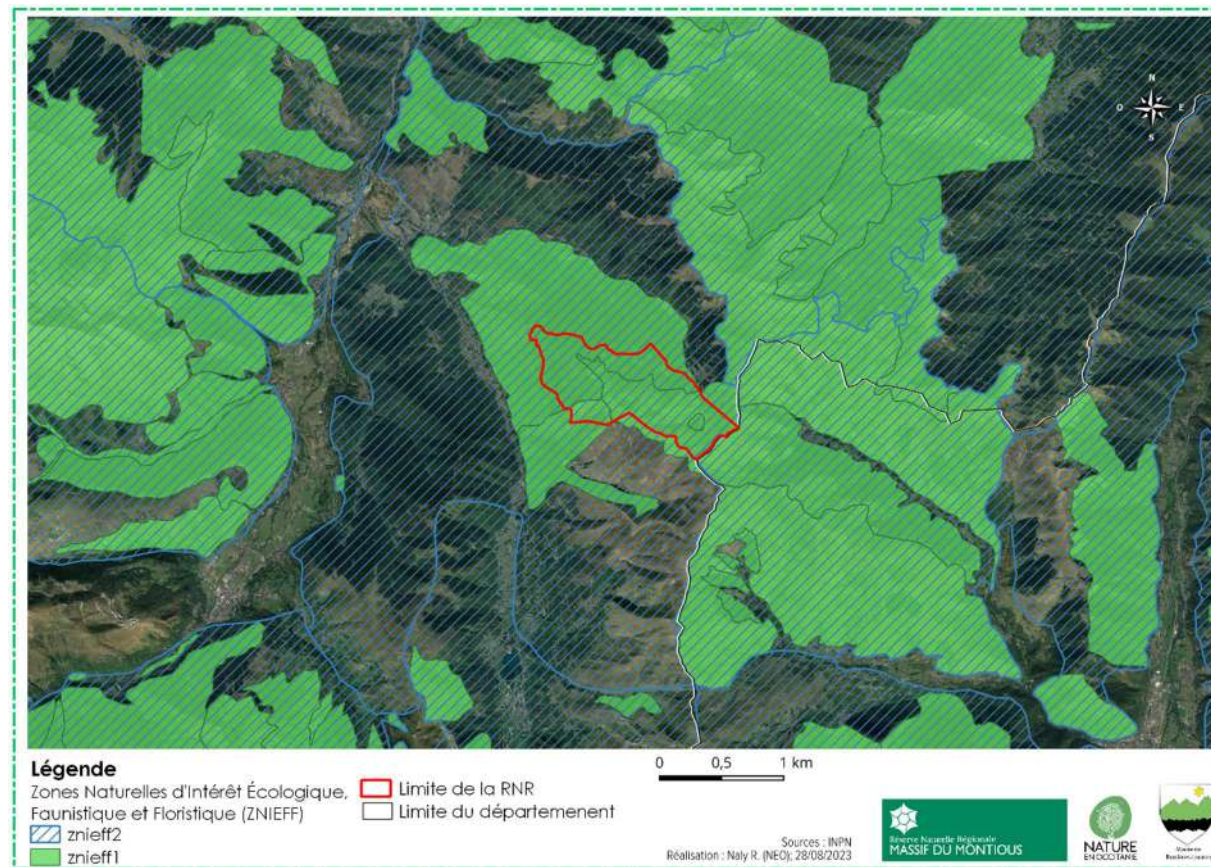 N
O E
S
Légende
Zones Naturelles d'Intérêt Écologique,
Faunistique et Floristique (ZNIEFF)
znieff2
znieff1
Limite de la RNR
Limite du départemenent
0 0,5 1 km
Sources : INPN
Réalisation : Naly R. (NEO); 28/08/2023
Réserve Naturelle Régionale
MASSIF DU MONTIOUS
NATURE
EN OCCITANIE